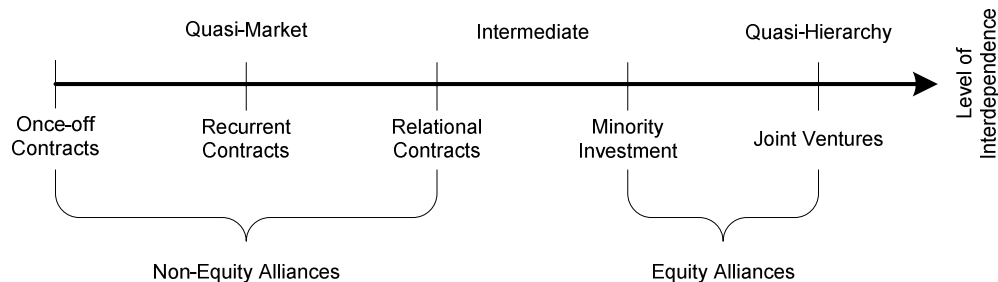 Quasi-Market
Intermediate
Quasi-Hierarchy
Level of
Interdependence
Once-off
Contracts
Recurrent
Contracts
Relational
Contracts
Minority
Investment
Joint Ventures
Non-Equity Alliances
Equity Alliances